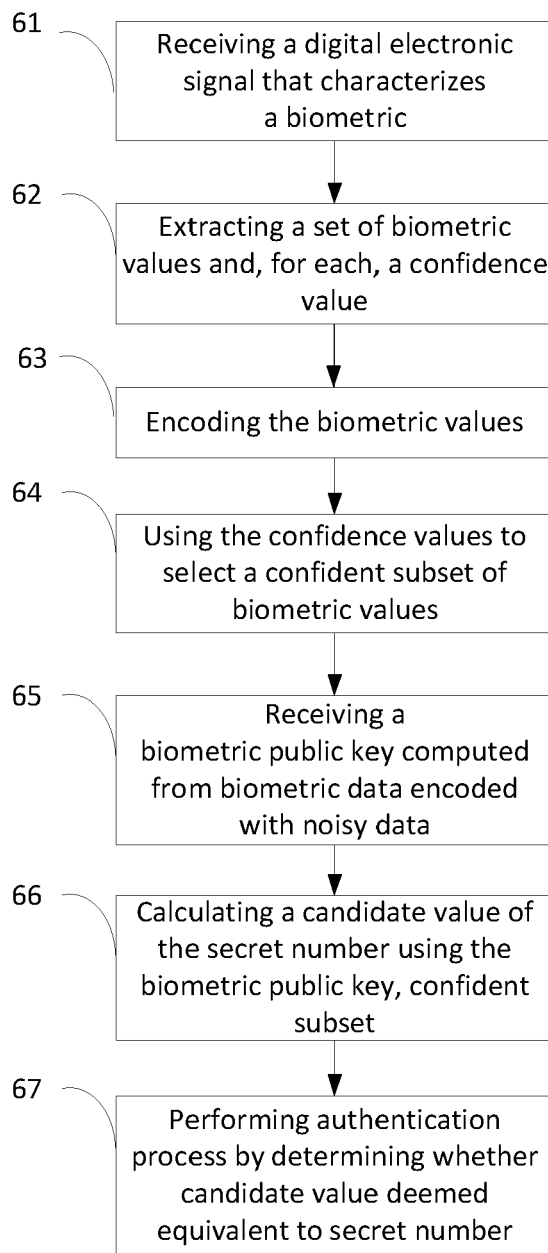 61
Receiving a digital electronic
signal that characterizes
a biometric
62
Extracting a set of biometric
values and, for each, a confidence
value
63
Encoding the biometric values
64
Using the confidence values to
select a confident subset of
biometric values
65
Receiving a
biometric public key computed
from biometric data encoded
with noisy data
66
Calculating a candidate value of
the secret number using the
biometric public key, confident
subset
67
Performing authentication
process by determining whether
candidate value deemed
equivalent to secret number